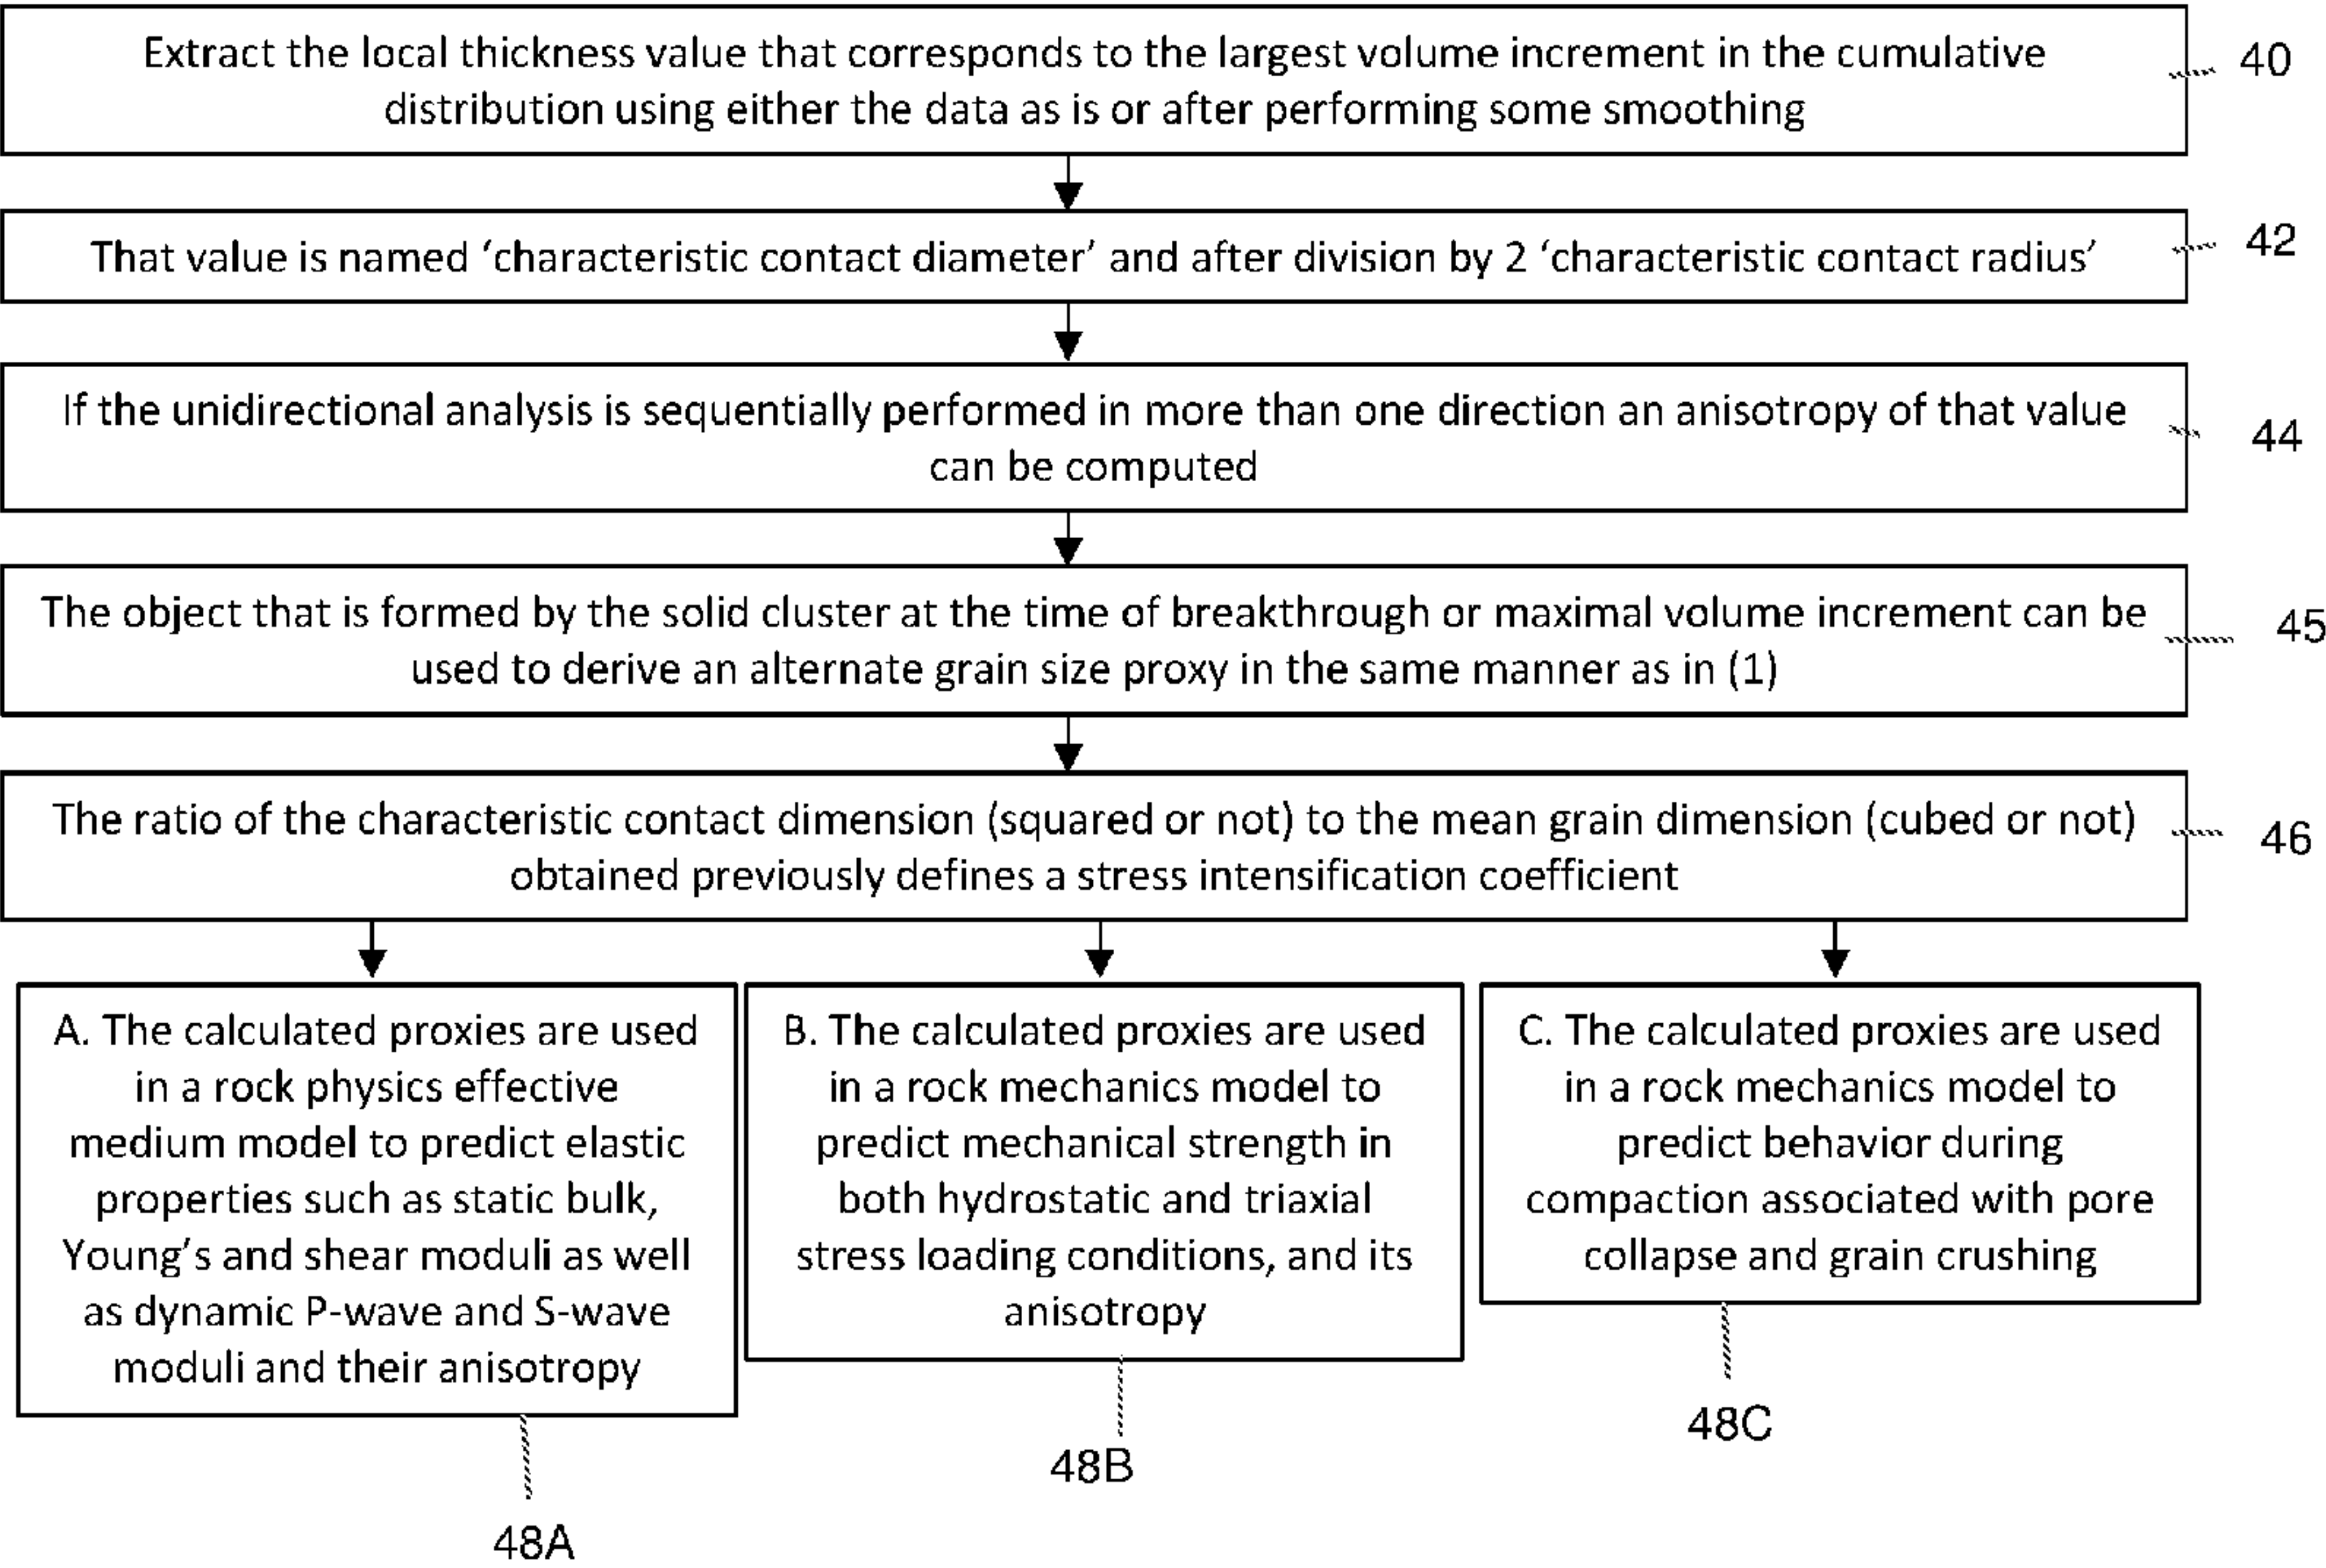 Extract the local thickness value that corresponds to the largest volume increment in the cumulative
distribution using either the data as is or after performing some smoothing
40
That value is named ‘characteristic contact diameter’ and after division by 2 ‘characteristic contact radius’
42
If the unidirectional analysis is sequentially performed in more than one direction an anisotropy of that value
can be computed
44
The object that is formed by the solid cluster at the time of breakthrough or maximal volume increment can be
used to derive an alternate grain size proxy in the same manner as in (1)
45
The ratio of the characteristic contact dimension (squared or not) to the mean grain dimension (cubed or not)
obtained previously defines a stress intensification coefficient
46
A. The calculated proxies are used
in a rock physics effective
medium model to predict elastic
properties such as static bulk,
Young’s and shear moduli as well
as dynamic P-wave and S-wave
moduli and their anisotropy
48A
B. The calculated proxies are used
in a rock mechanics model to
predict mechanical strength in
both hydrostatic and triaxial
stress loading conditions, and its
anisotropy
48B
C. The calculated proxies are used
in a rock mechanics model to
predict behavior during
compaction associated with pore
collapse and grain crushing
48C